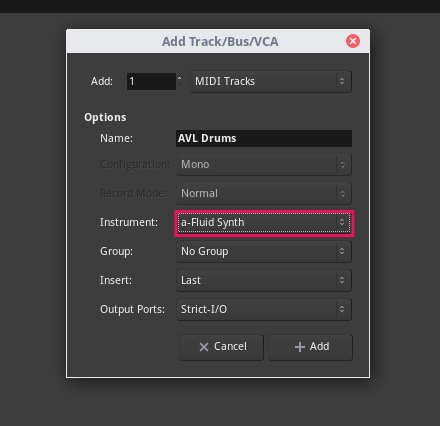 Add Track/Bus/VCA
Add: 1 MIDI Tracks
Options
Name: AVL Drums
Configuration: Mono
Record Mode: Normal
Instrument: a-Fluid Synth
Group: No Group
Insert: Last
Output Ports: Strict-I/O
Cancel Add